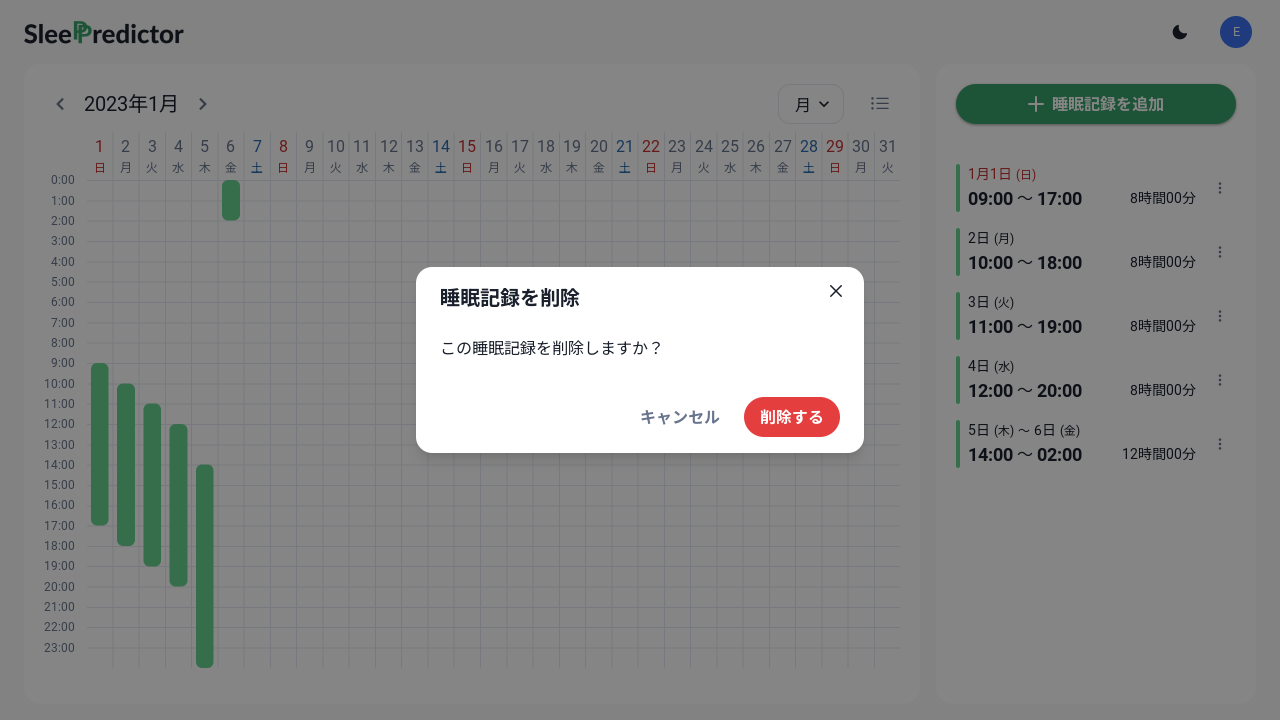 SleePredictor
E
2023年1月
月
睡眠記録を追加
1 2 3 4 5 6 7 8 9 10 11 12 13 14 15 16 17 18 19 20 21 22 23 24 25 26 27 28 29 30 31
日 月 火 水 木 金 土 日 月 火 水 木 金 土 日 月 火 水 木 金 土 日 月 火 水 木 金 土 日 月 火
0:00
1:00
2:00
3:00
4:00
5:00
6:00
7:00
8:00
9:00
10:00
11:00
12:00
13:00
14:00
15:00
16:00
17:00
18:00
19:00
20:00
21:00
22:00
23:00
睡眠記録を削除
この睡眠記録を削除しますか？
キャンセル 削除する
1月1日 (日)
09:00 〜 17:00 8時間00分
2日 (月)
10:00 〜 18:00 8時間00分
3日 (火)
11:00 〜 19:00 8時間00分
4日 (水)
12:00 〜 20:00 8時間00分
5日 (木) 〜 6日 (金)
14:00 〜 02:00 12時間00分